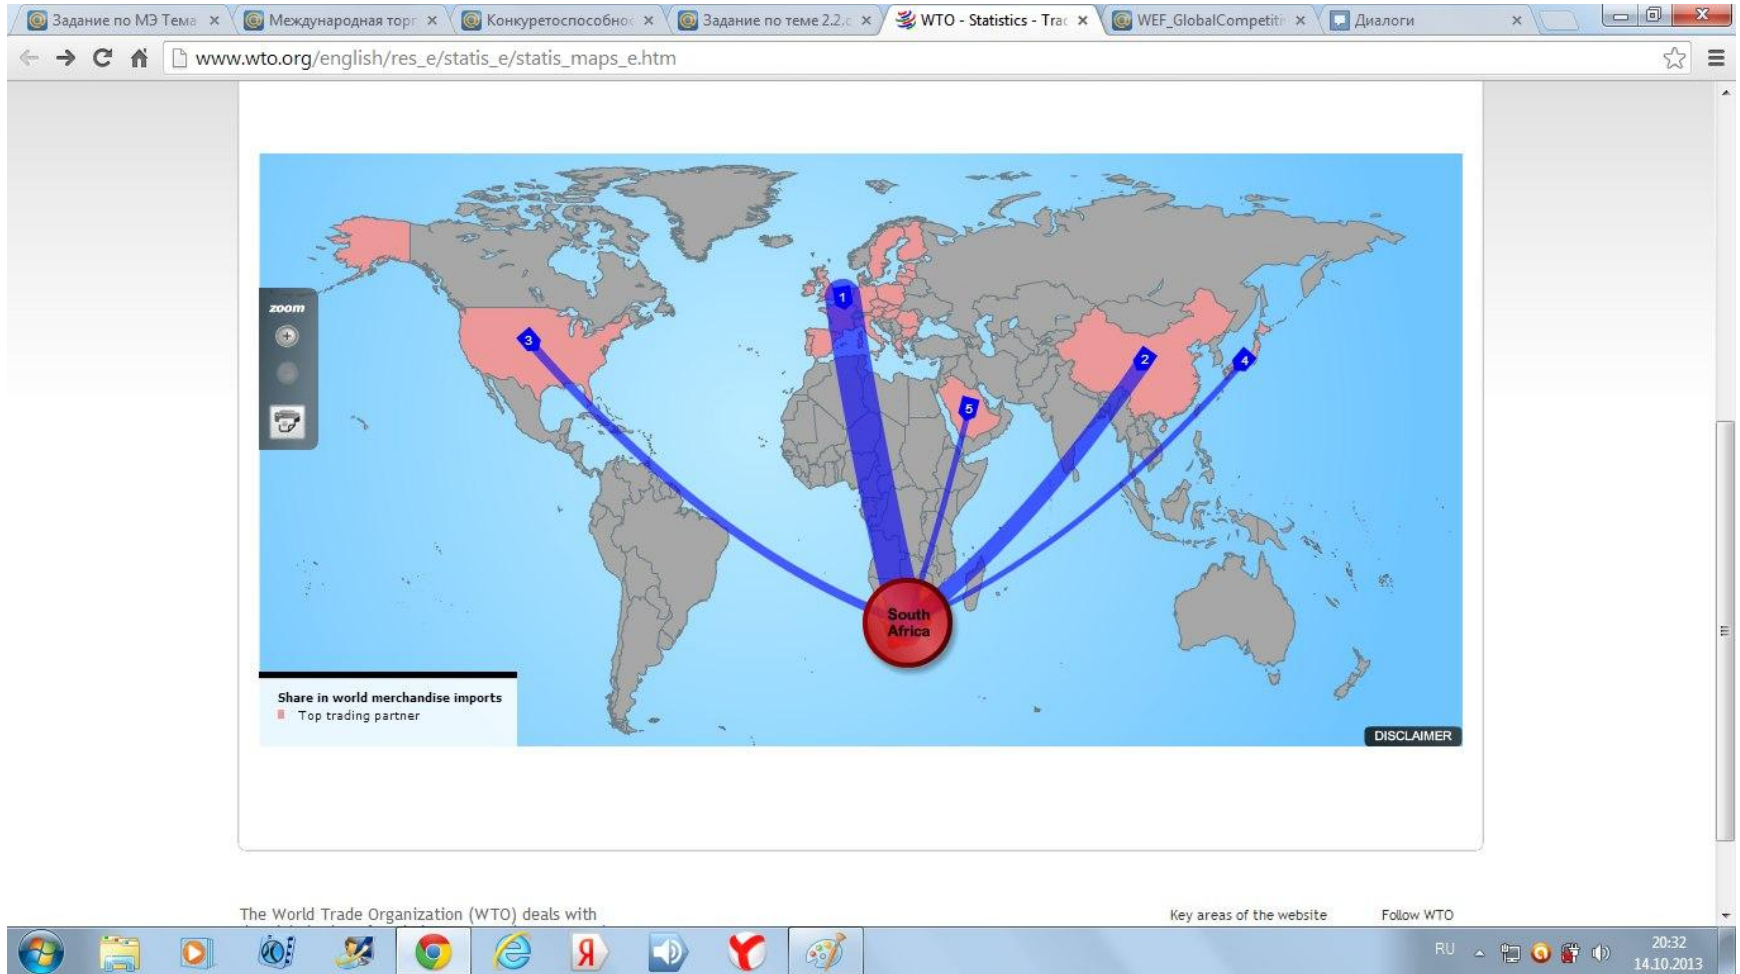 Задание по МЭ Тема
Международная торг
Конкуретоспособнос
Задание по теме 2.2.
WTO - Statistics - Trac
WEF_GlobalCompetiti
Диалоги
www.wto.org/english/res_e/statis_e/statis_maps_e.htm
zoom
1
2
3
4
5
South
Africa
Share in world merchandise imports
Top trading partner
DISCLAIMER
The World Trade Organization (WTO) deals with
Key areas of the website
Follow WTO
RU
20:32
14.10.2013